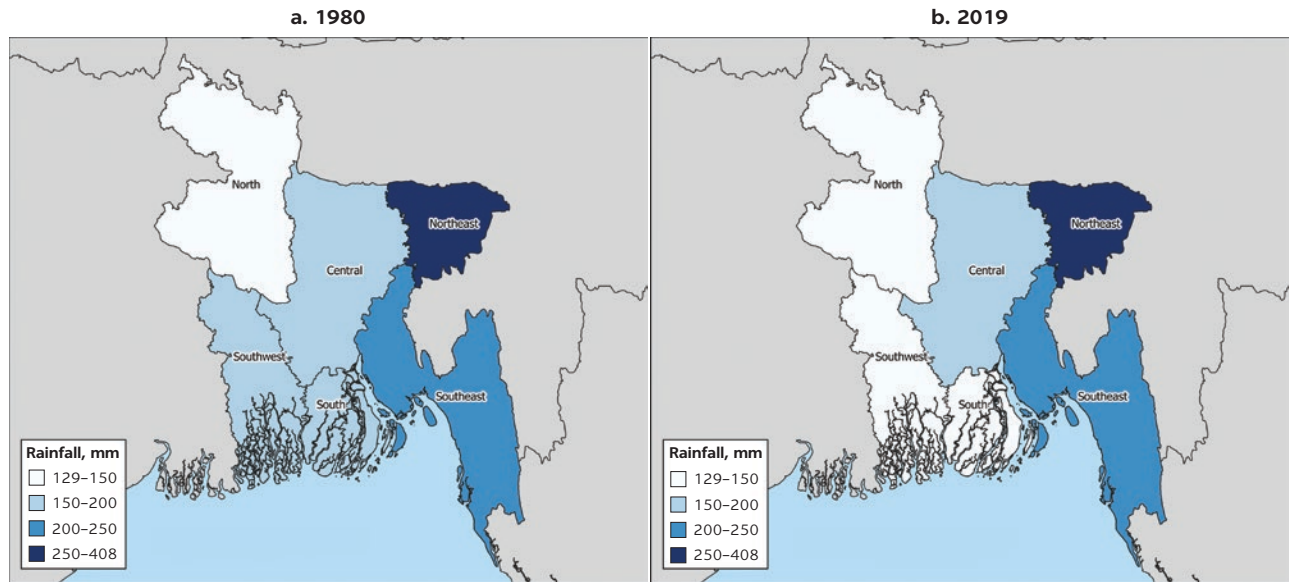 a. 1980
North
Northeast
Central
Southwest
South
Southeast
Rainfall, mm
129–150
150–200
200–250
250–408
b. 2019
North
Northeast
Central
Southwest
South
Southeast
Rainfall, mm
129–150
150–200
200–250
250–408